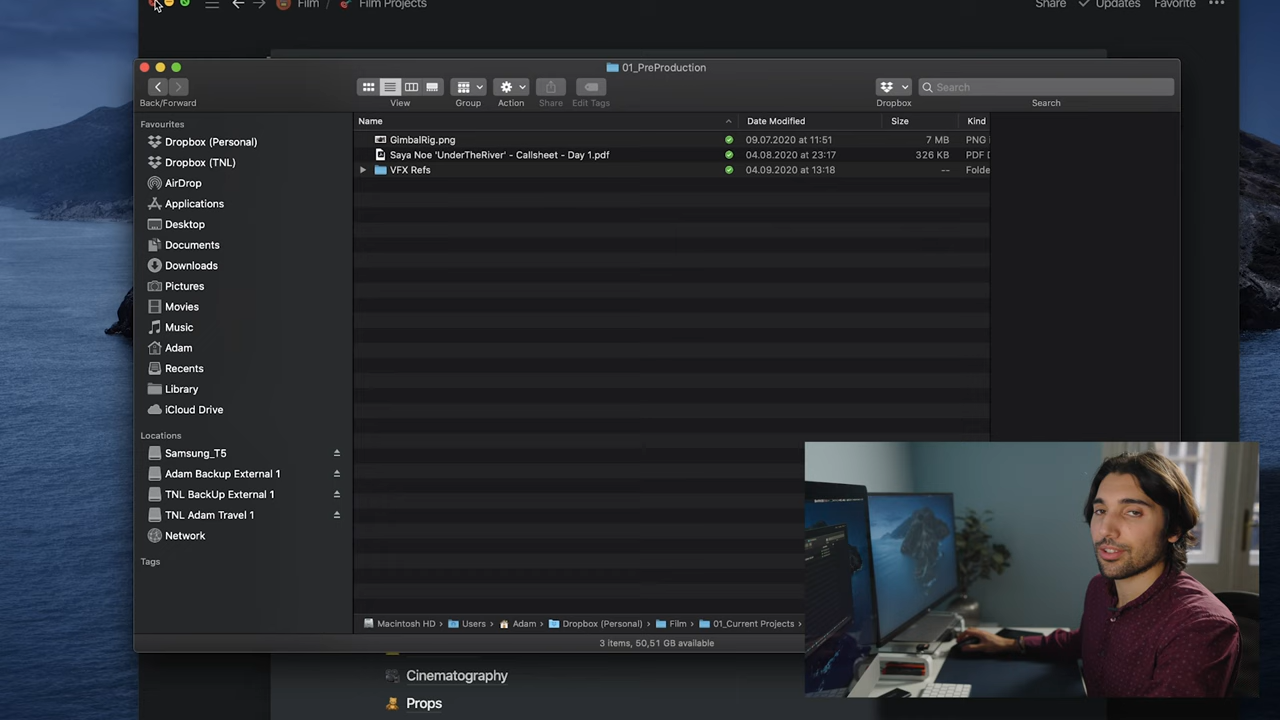 Film / Film Projects
Share ✓ Updates Favorite •••
01_PreProduction
Back/Forward
View
Group
Action
Share
Edit Tags
Dropbox
Search
Search
Favourites
Dropbox (Personal)
Dropbox (TNL)
AirDrop
Applications
Desktop
Documents
Downloads
Pictures
Movies
Music
Adam
Recents
Library
iCloud Drive
Locations
Samsung_T5
Adam Backup External 1
TNL BackUp External 1
TNL Adam Travel 1
Network
Tags
Name Date Modified Size Kind
GimbalRig.png 09.07.2020 at 11:51 7 MB PNG
Saya Noe 'UnderTheRiver' - Callsheet - Day 1.pdf 04.08.2020 at 23:17 326 KB PDF D
VFX Refs 04.09.2020 at 13:18 -- Folde
Macintosh HD › Users › Adam › Dropbox (Personal) › Film › 01_Current Projects ›
3 items, 50,51 GB available
Cinematography
Props